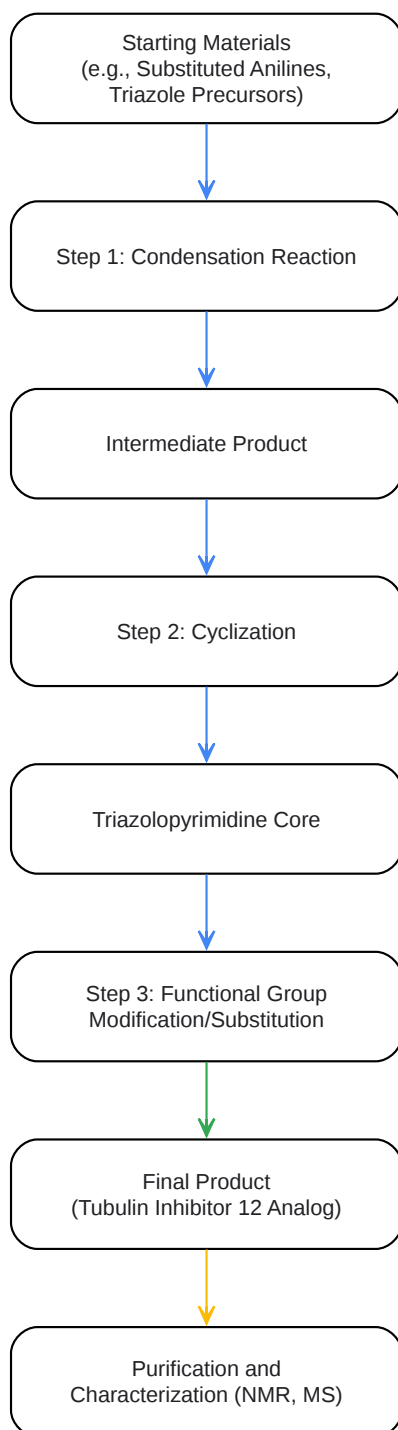 Starting Materials
(e.g., Substituted Anilines,
Triazole Precursors)
Step 1: Condensation Reaction
Intermediate Product
Step 2: Cyclization
Triazolopyrimidine Core
Step 3: Functional Group
Modification/Substitution
Final Product
(Tubulin Inhibitor 12 Analog)
Purification and
Characterization (NMR, MS)